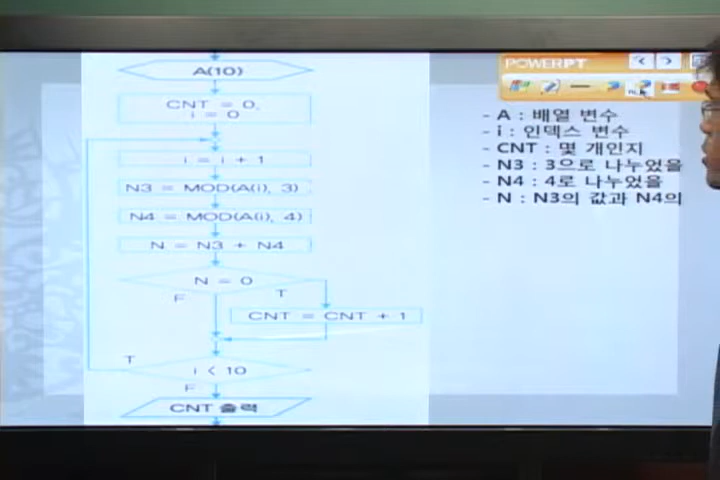 A(10)
CNT = 0,
i = 0
i = i + 1
N3 = MOD(A(i), 3)
N4 = MOD(A(i), 4)
N = N3 + N4
N = 0
T
F
CNT = CNT + 1
T
i < 10
F
CNT 출력
POWERPT
- A : 배열 변수
- i : 인덱스 변수
- CNT : 몇 개인지
- N3 : 3으로 나누었을
- N4 : 4로 나누었을
- N : N3의 값과 N4의